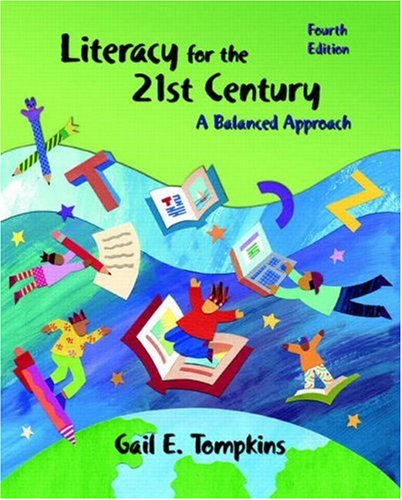 Fourth
Edition
Literacy for the
21st Century
A Balanced Approach
T
Z
Gail E. Tompkins